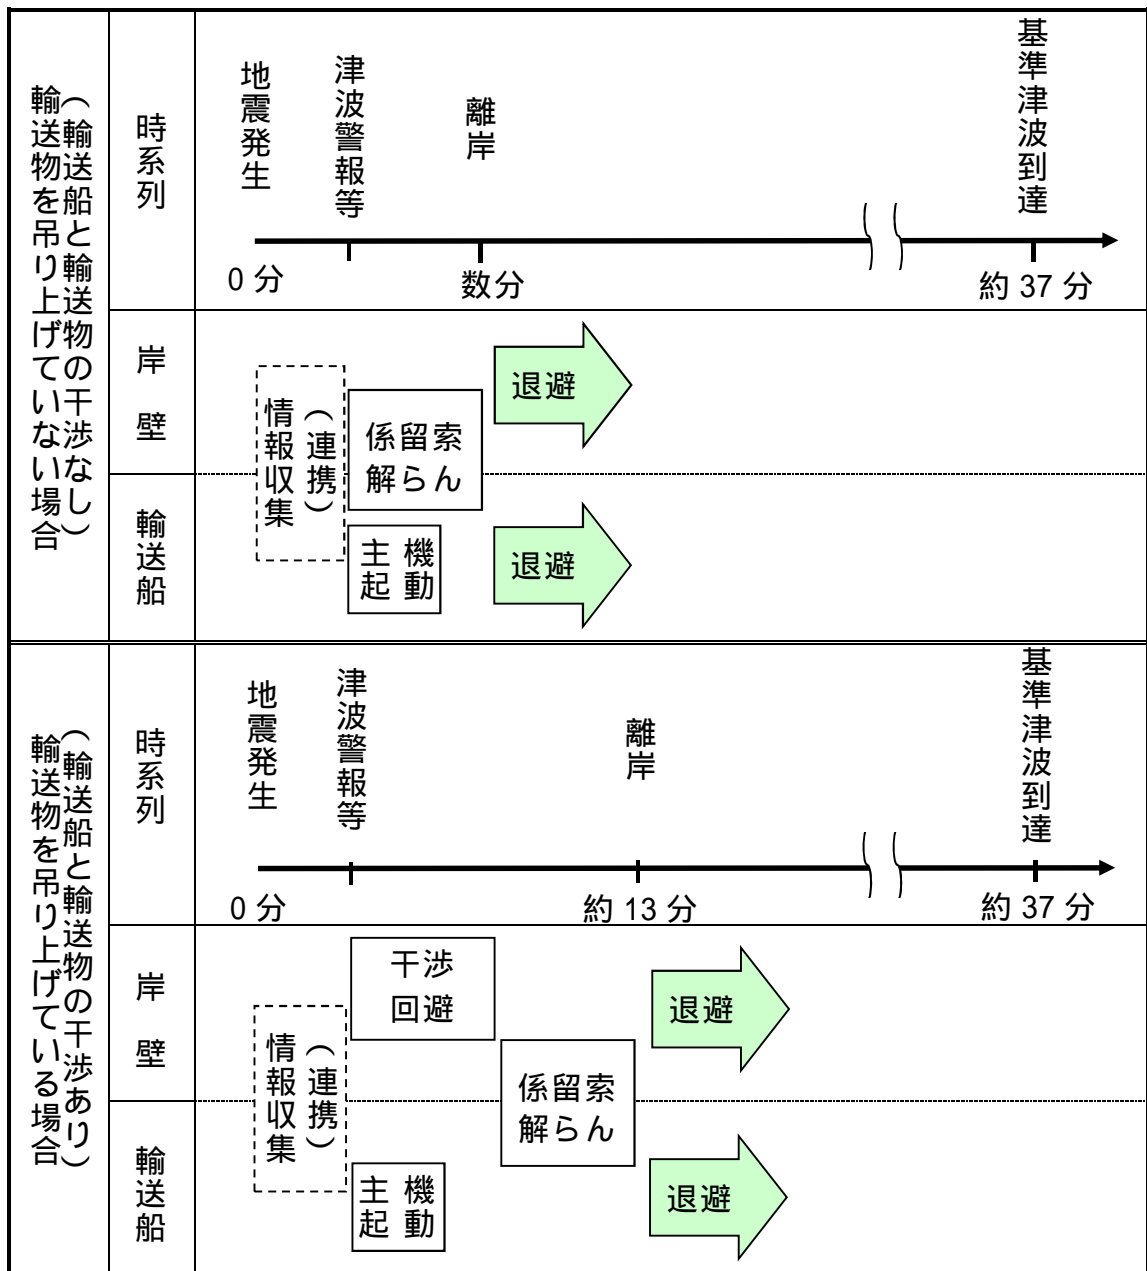 輸送物を吊り上げていない場合
（輸送船と輸送物の干渉なし）
時系列
地震発生
津波警報等
離岸
基準津波到達
0 分
数分
約 37 分
岸壁
輸送船
情報収集
（連携）
係留索
解らん
主機
起動
退避
退避
輸送物を吊り上げている場合
（輸送船と輸送物の干渉あり）
時系列
地震発生
津波警報等
離岸
基準津波到達
0 分
約 13 分
約 37 分
岸壁
輸送船
情報収集
（連携）
干渉
回避
係留索
解らん
主機
起動
退避
退避